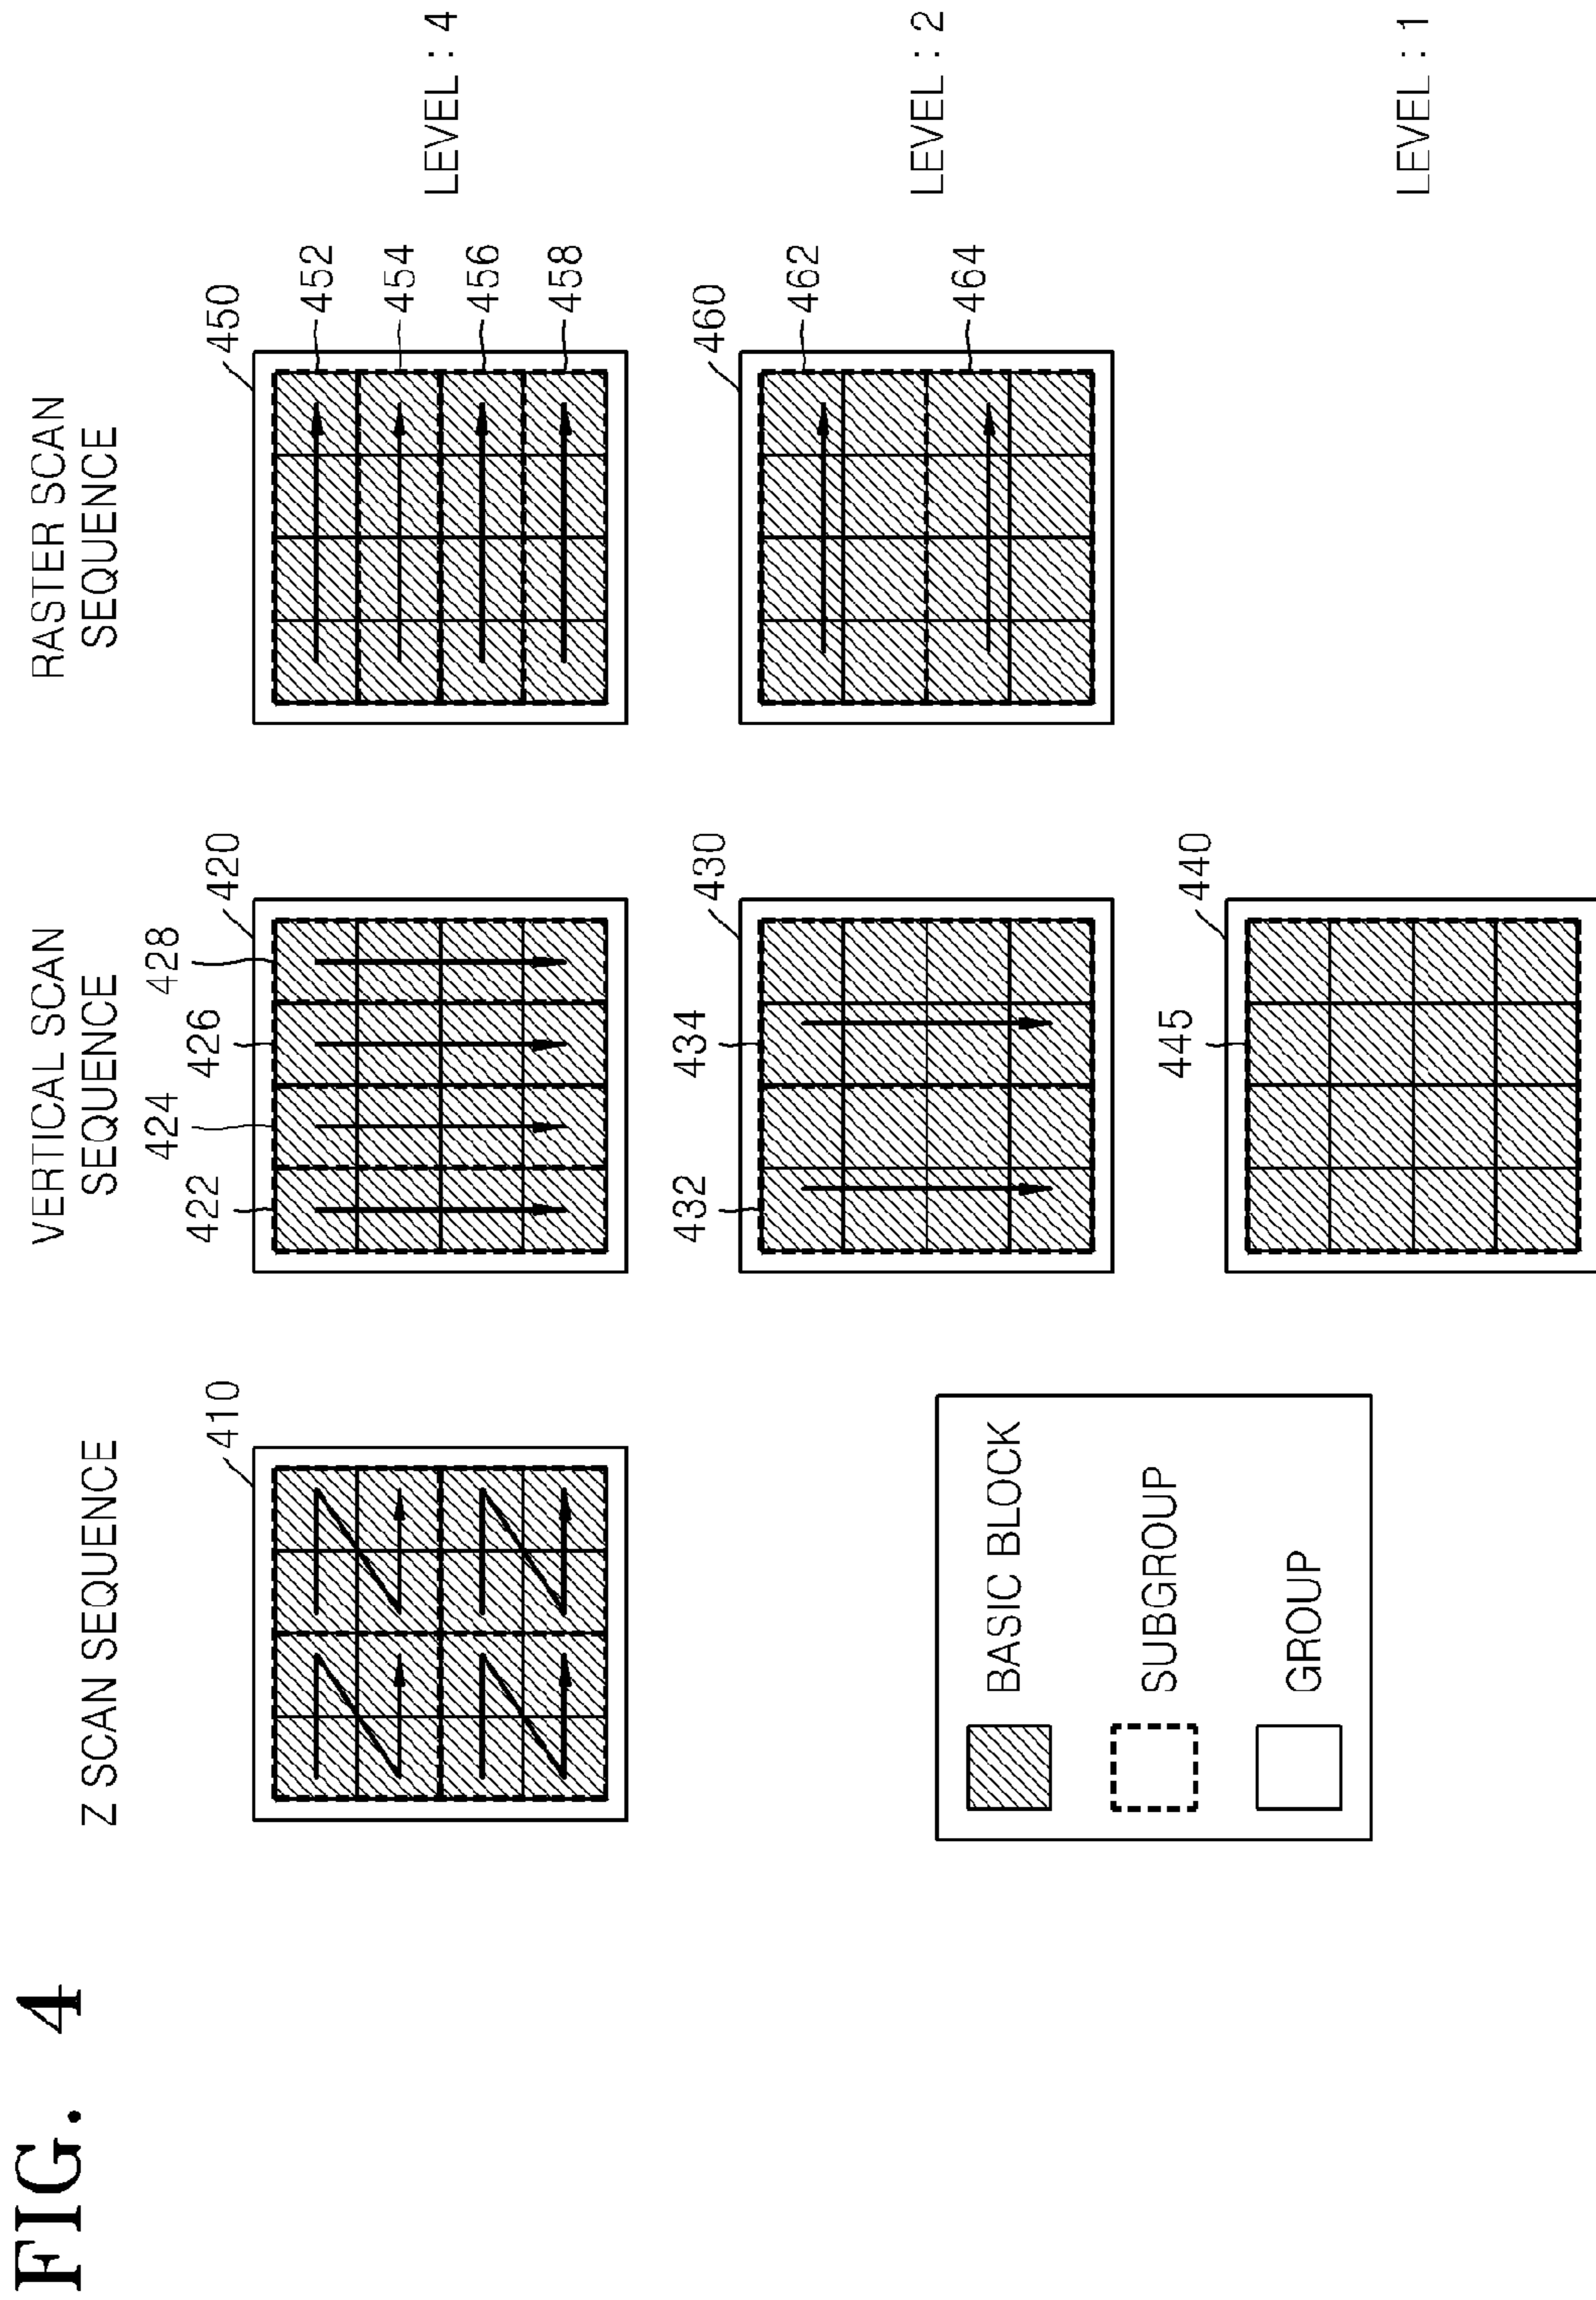 FIG. 4
Z SCAN SEQUENCE
VERTICAL SCAN
SEQUENCE
RASTER SCAN
SEQUENCE
410
422
424
426
428
420
450
452
454
456
458
LEVEL : 4
432
434
430
460
462
464
LEVEL : 2
445
440
LEVEL : 1
BASIC BLOCK
SUBGROUP
GROUP